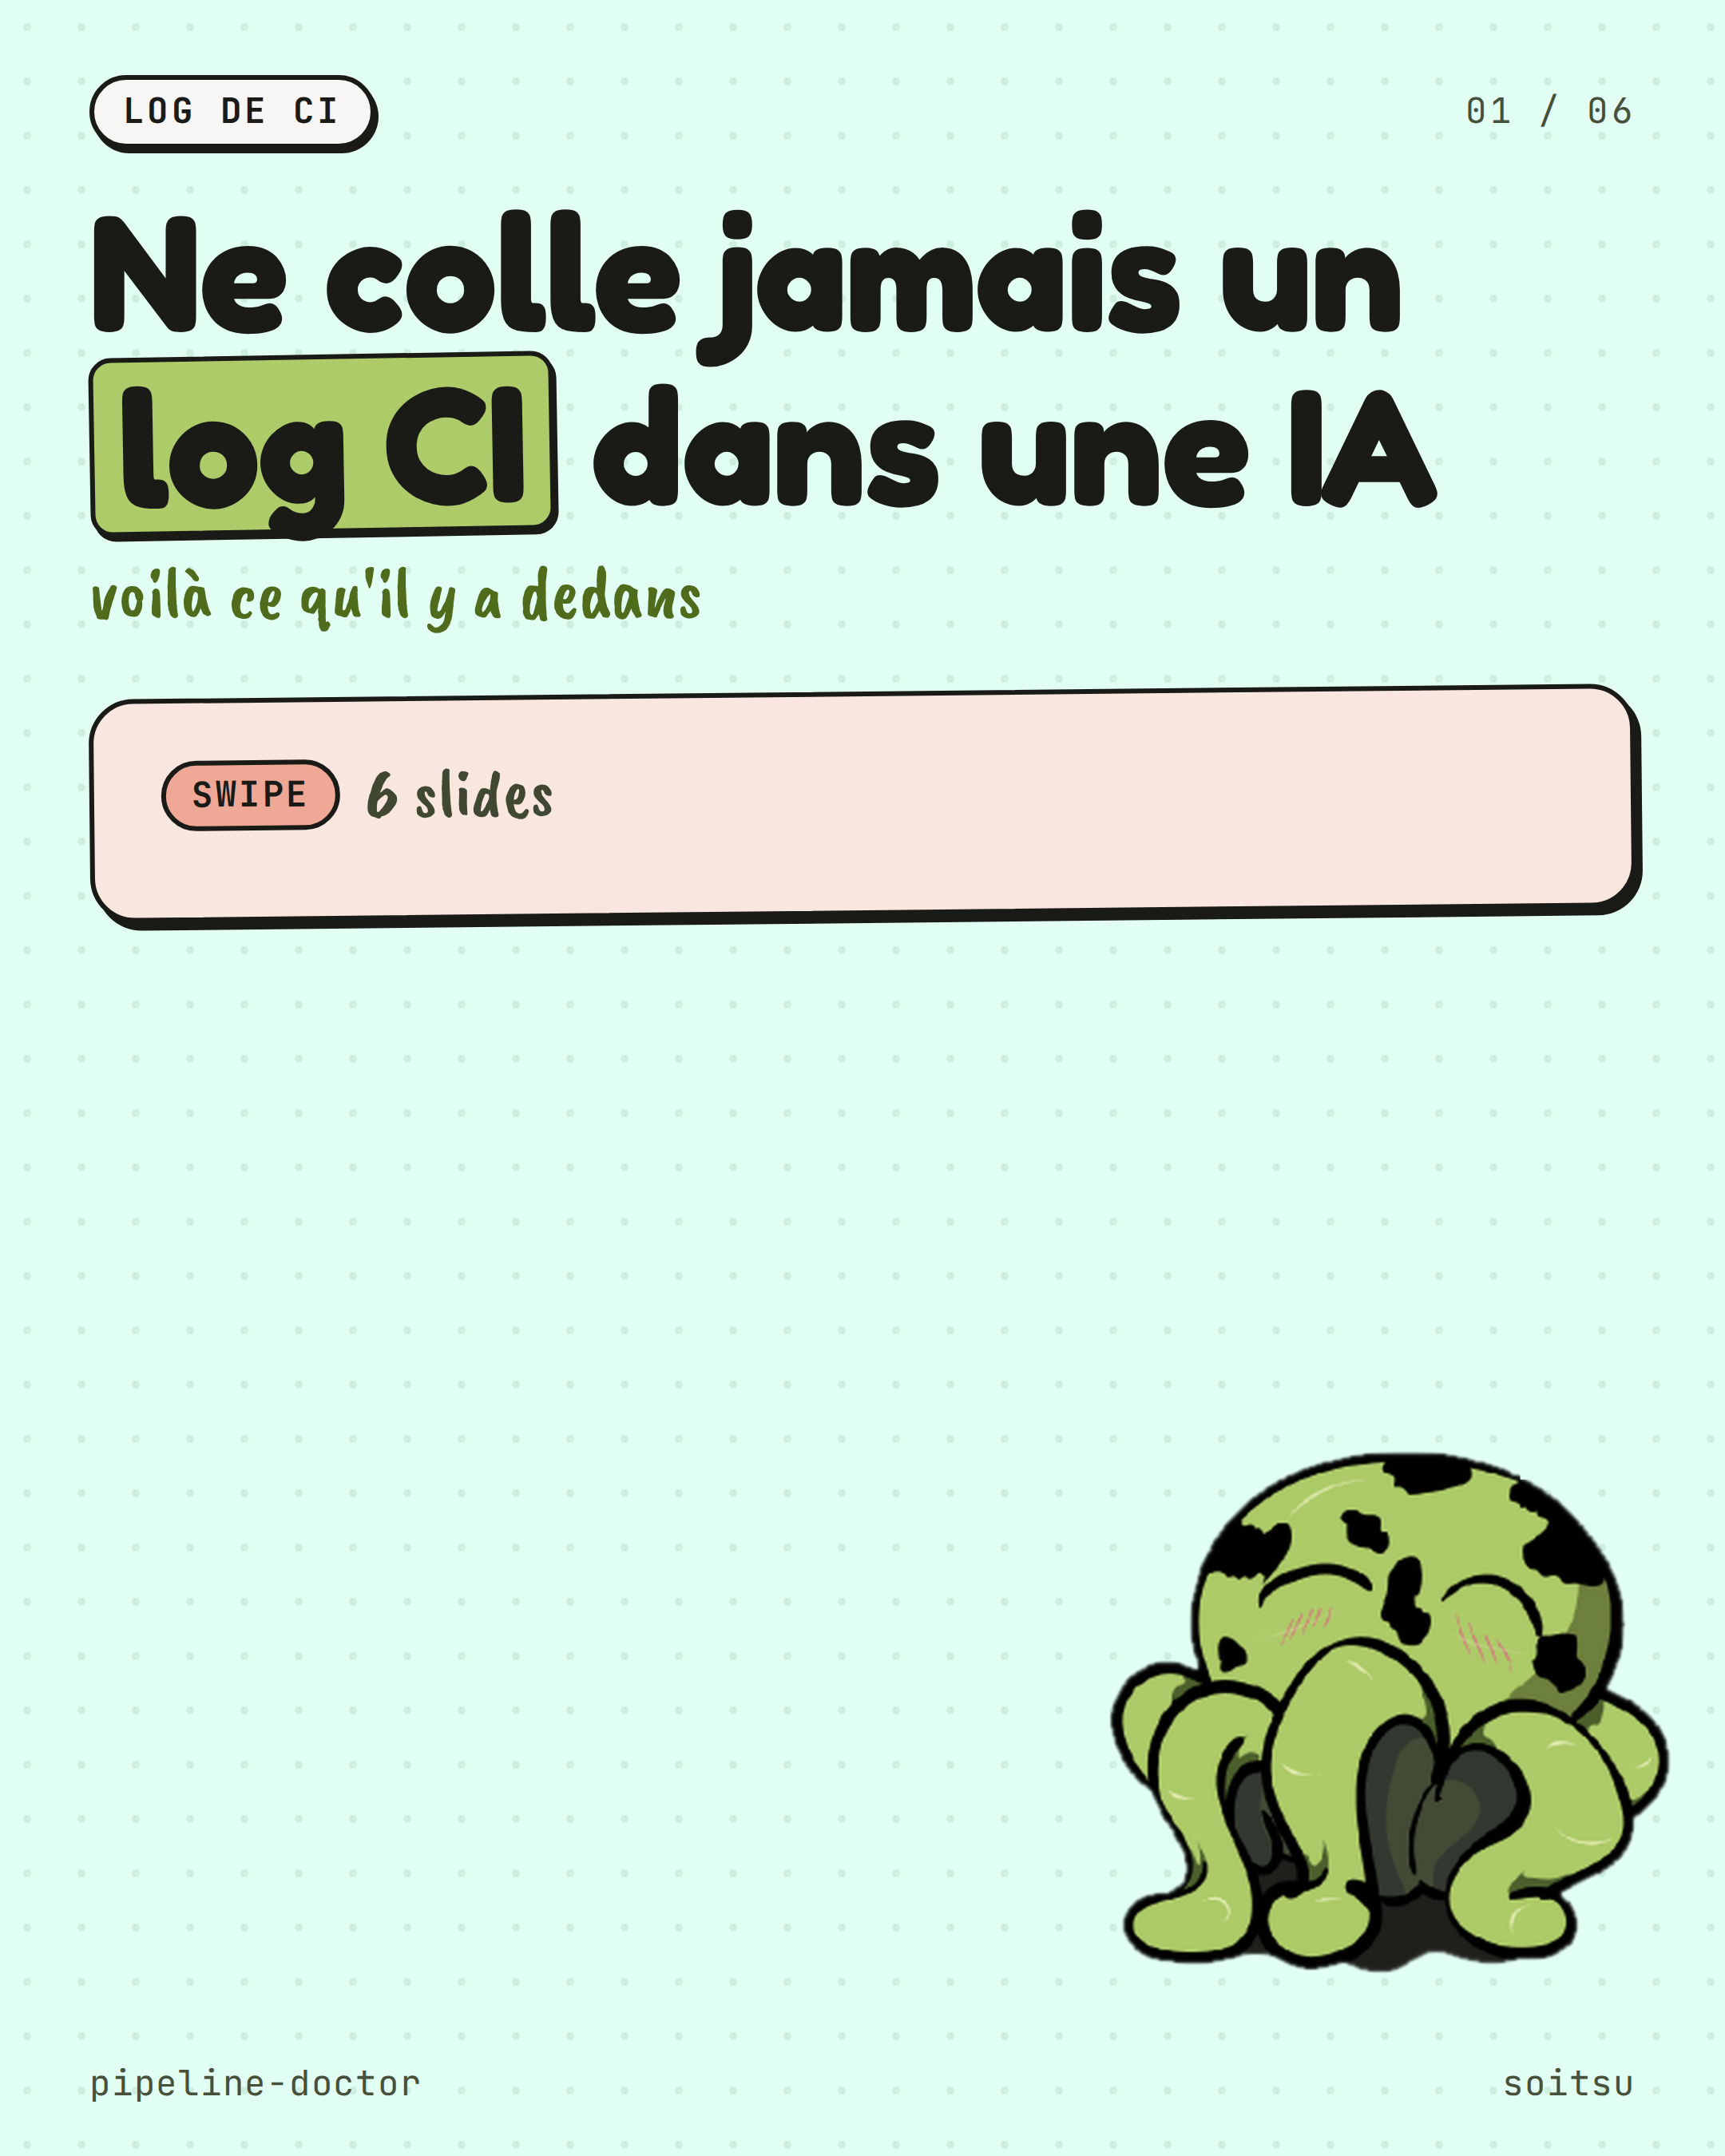 LOG DE CI
01 / 06
Ne colle jamais un
log CI dans une IA
voilà ce qu'il y a dedans
SWIPE 6 slides
pipeline-doctor
soitsu